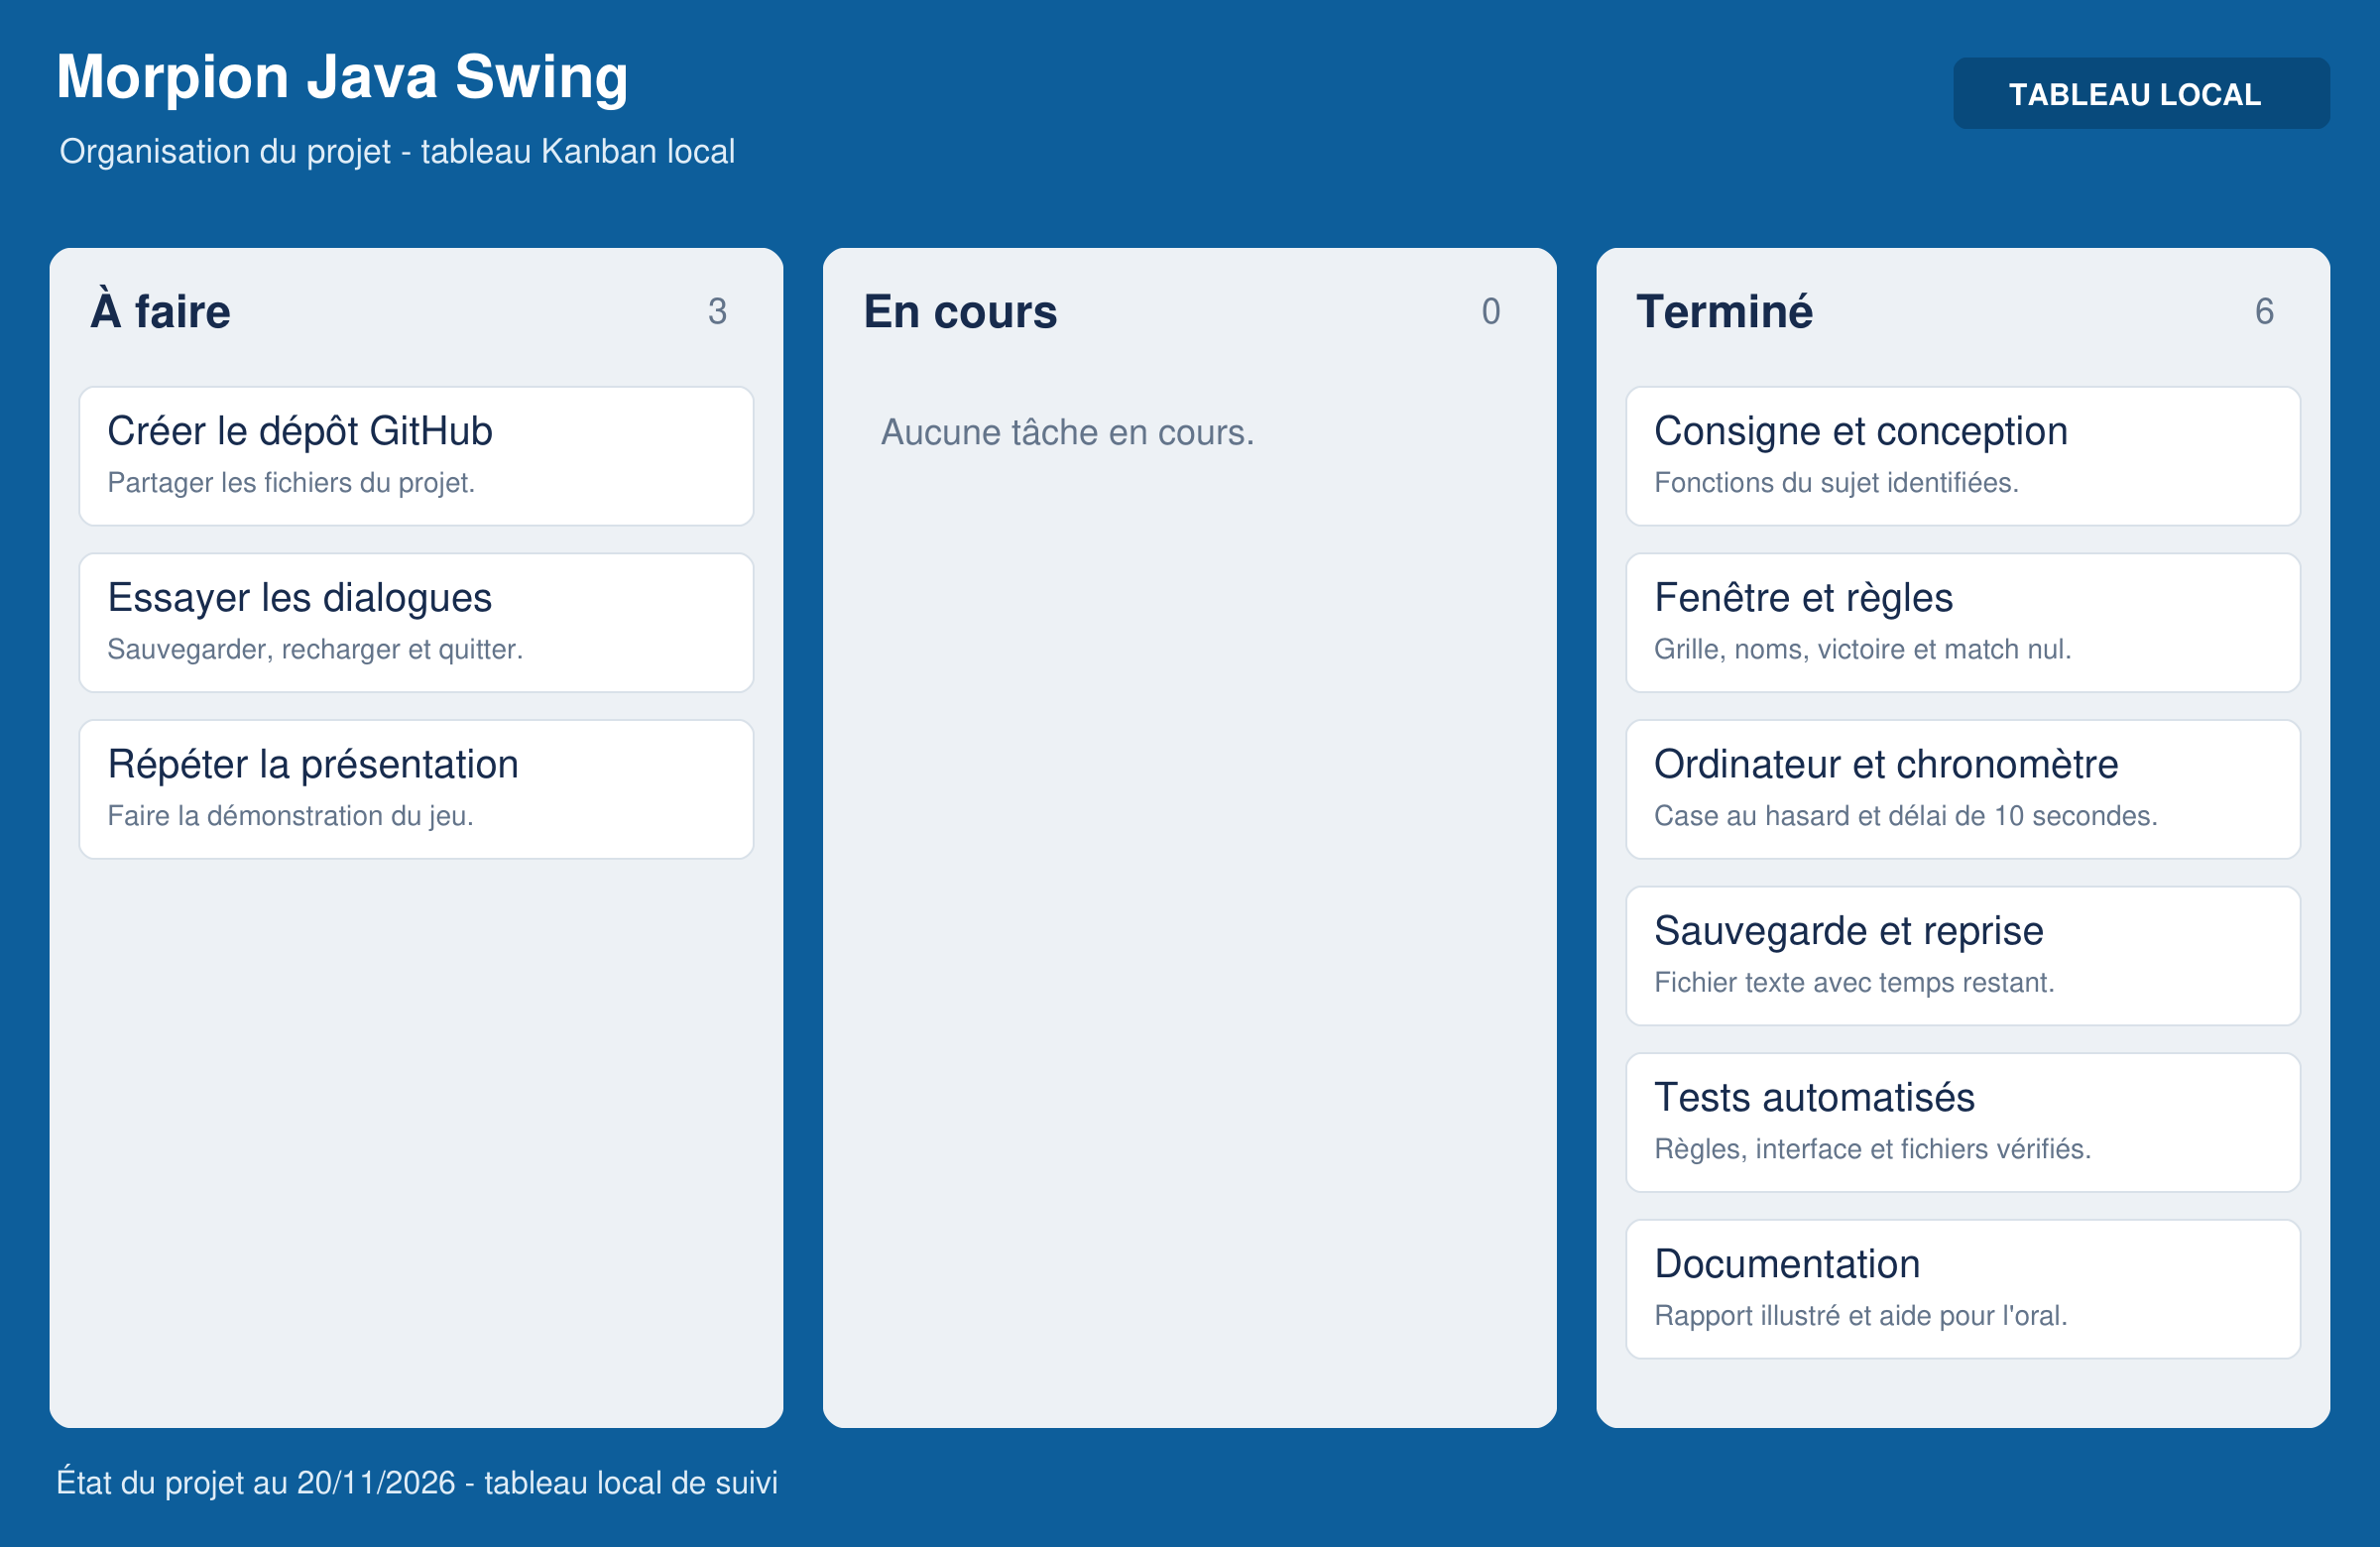 Morpion Java Swing
Organisation du projet - tableau Kanban local
TABLEAU LOCAL
À faire
3
Créer le dépôt GitHub
Partager les fichiers du projet.
Essayer les dialogues
Sauvegarder, recharger et quitter.
Répéter la présentation
Faire la démonstration du jeu.
En cours
0
Aucune tâche en cours.
Terminé
6
Consigne et conception
Fonctions du sujet identifiées.
Fenêtre et règles
Grille, noms, victoire et match nul.
Ordinateur et chronomètre
Case au hasard et délai de 10 secondes.
Sauvegarde et reprise
Fichier texte avec temps restant.
Tests automatisés
Règles, interface et fichiers vérifiés.
Documentation
Rapport illustré et aide pour l'oral.
État du projet au 20/11/2026 - tableau local de suivi